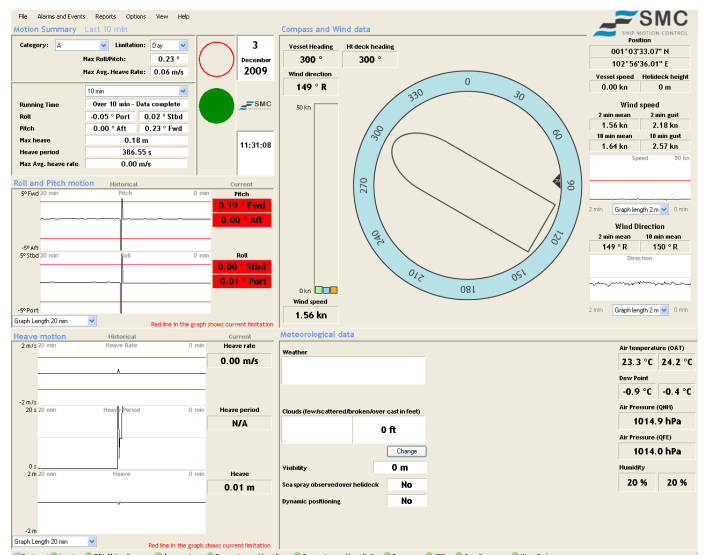 File Alarms and Events Reports Options View Help
SMC
SHIP MOTION CONTROL
Motion Summary Last 10 min
Category: A Limitation: Day
Max Roll/Pitch: 0.23 °
Max Avg. Heave Rate: 0.06 m/s
3
December
2009
10 min
Running Time Over 10 min - Data complete
Roll -0.05 ° Port 0.02 ° Stbd
Pitch 0.00 ° Aft 0.23 ° Fwd
Max heave 0.18 m
Heave period 386.55 s
Max Avg. heave rate 0.00 m/s
SMC
11:31:08
Roll and Pitch motion Historical Current
5° Fwd 20 min Pitch 0 min Pitch
0.19 ° Fwd
0.00 ° Aft
-5° Aft
5° Stbd 20 min Roll 0 min Roll
0.00 ° Stbd
-0.01 ° Port
-5° Port
Graph Length 20 min
Red line in the graph shows current limitation
Heave motion Historical Current
2 m/s 20 min Heave Rate 0 min Heave rate
0.00 m/s
-2 m/s
20 s 20 min Heave Period 0 min Heave period
N/A
0 s
2 m 20 min Heave 0 min Heave
0.01 m
-2 m
Graph Length 20 min
Red line in the graph shows current limitation
Compass and Wind data
Vessel Heading Ht deck heading
300 ° 300 °
Wind direction
149 ° R
50 kn
0 kn
Wind speed
1.56 kn
0
30
60
90
120
150
180
210
240
270
300
330
Position
001°03'33.07" N
102°56'36.01" E
Vessel speed Helideck height
0.00 kn 0 m
Wind speed
2 min mean 2 min gust
1.56 kn 2.18 kn
10 min mean 10 min gust
1.64 kn 2.57 kn
Speed 50 kn
2 min Graph length 2 m 0 min
Wind Direction
2 min mean 10 min mean
149 ° R 150 ° R
Direction
2 min Graph length 2 m 0 min
Meteorological data
Weather
Clouds (few/scattered/broken/over cast in feet)
0 ft
Change
Visibility 0 m
Sea spray observed over helideck No
Dynamic positioning No
Air temperature (OAT)
23.3 °C 24.2 °C
Dew Point
-0.9 °C -0.4 °C
Air Pressure (QNH)
1014.9 hPa
Air Pressure (QFE)
1014.0 hPa
Humidity
20 % 20 %